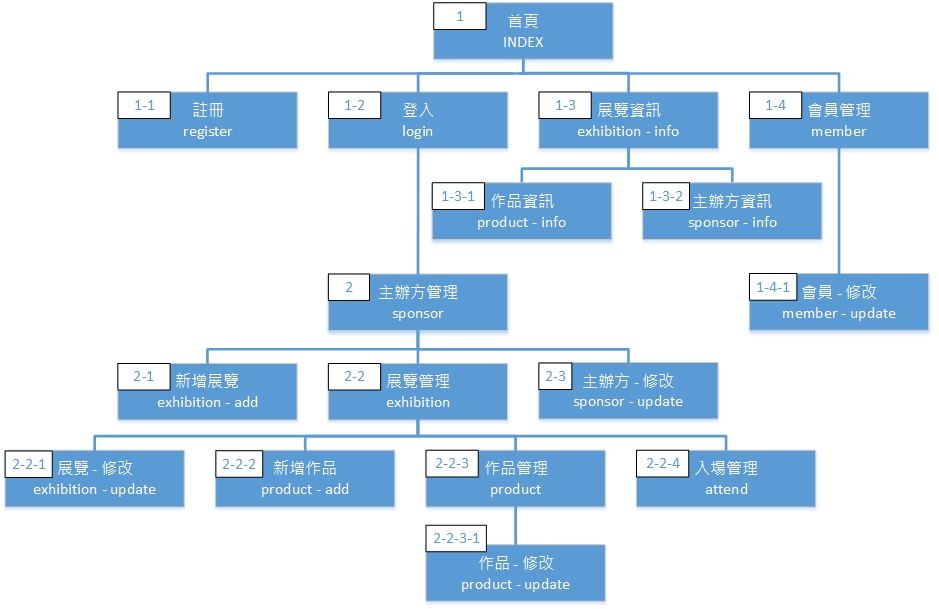 1
首頁
INDEX
1-1
註冊
register
1-2
登入
login
1-3
展覽資訊
exhibition - info
1-4
會員管理
member
1-3-1
作品資訊
product - info
1-3-2
主辦方資訊
sponsor - info
2
主辦方管理
sponsor
1-4-1
會員 - 修改
member - update
2-1
新增展覽
exhibition - add
2-2
展覽管理
exhibition
2-3
主辦方 - 修改
sponsor - update
2-2-1
展覽 - 修改
exhibition - update
2-2-2
新增作品
product - add
2-2-3
作品管理
product
2-2-4
入場管理
attend
2-2-3-1
作品 - 修改
product - update